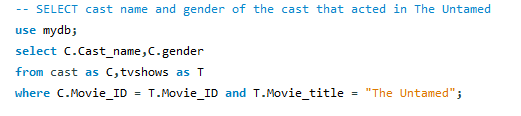 -- SELECT cast name and gender of the cast that acted in The Untamed
use mydb;
select C.Cast_name,C.gender
from cast as C,tvshows as T
where C.Movie_ID = T.Movie_ID and T.Movie_title = "The Untamed";